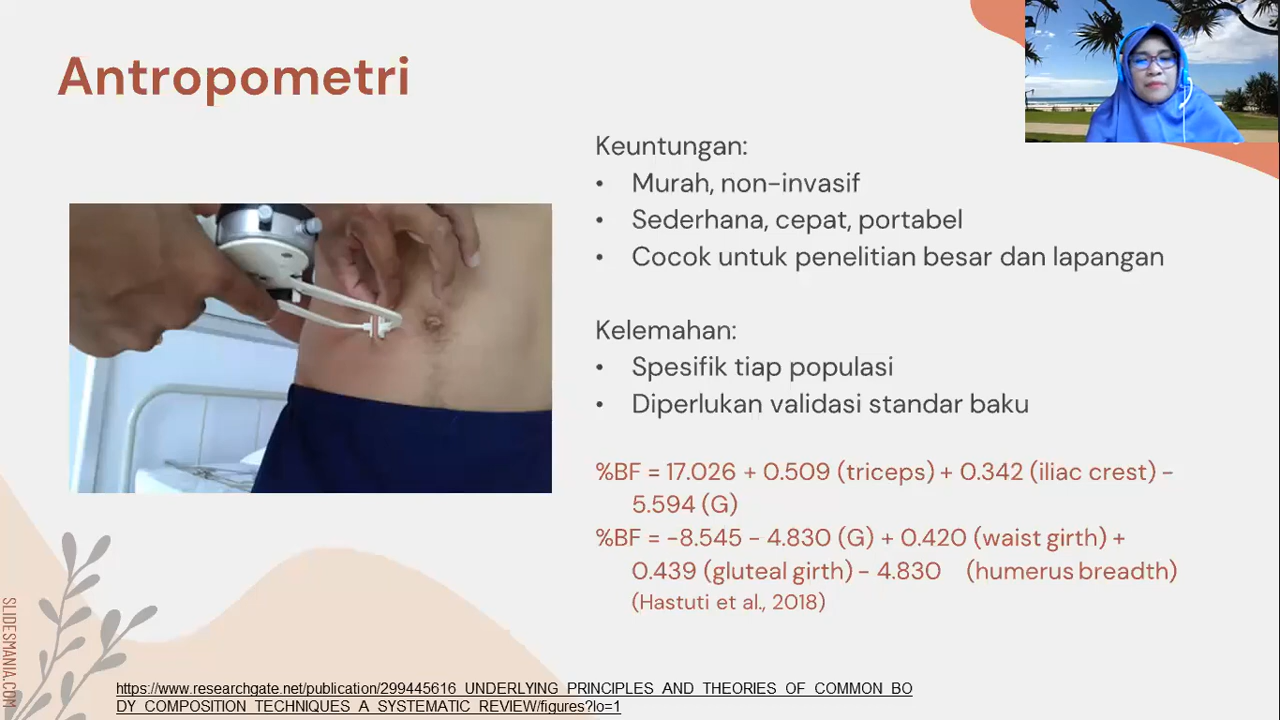 Antropometri
Keuntungan:
• Murah, non-invasif
• Sederhana, cepat, portabel
• Cocok untuk penelitian besar dan lapangan
Kelemahan:
• Spesifik tiap populasi
• Diperlukan validasi standar baku
%BF = 17.026 + 0.509 (triceps) + 0.342 (iliac crest) –
5.594 (G)
%BF = -8.545 – 4.830 (G) + 0.420 (waist girth) +
0.439 (gluteal girth) – 4.830 (humerus breadth)
(Hastuti et al., 2018)
https://www.researchgate.net/publication/299445616_UNDERLYING_PRINCIPLES_AND_THEORIES_OF_COMMON_BO
DY_COMPOSITION_TECHNIQUES_A_SYSTEMATIC_REVIEW/figures?lo=1
SLIDESMANIA.COM